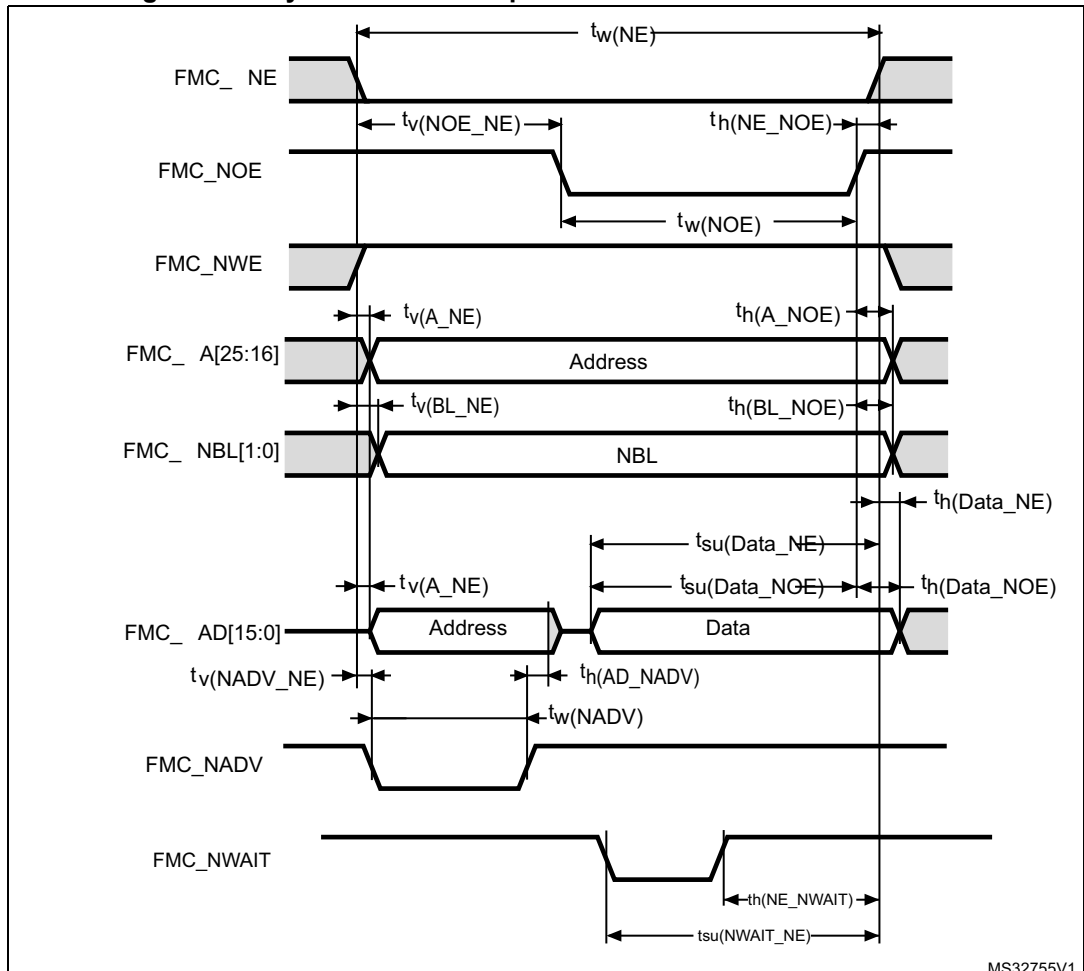 tw(NE)
FMC_ NE
tv(NOE_NE)
th(NE_NOE)
FMC_NOE
tw(NOE)
FMC_NWE
tv(A_NE)
th(A_NOE)
FMC_ A[25:16]
Address
tv(BL_NE)
th(BL_NOE)
FMC_ NBL[1:0]
NBL
th(Data_NE)
tsu(Data_NE)
tv(A_NE)
tsu(Data_NOE)
th(Data_NOE)
FMC_ AD[15:0]
Address
Data
tv(NADV_NE)
th(AD_NADV)
tw(NADV)
FMC_NADV
FMC_NWAIT
th(NE_NWAIT)
tsu(NWAIT_NE)
MS32755V1